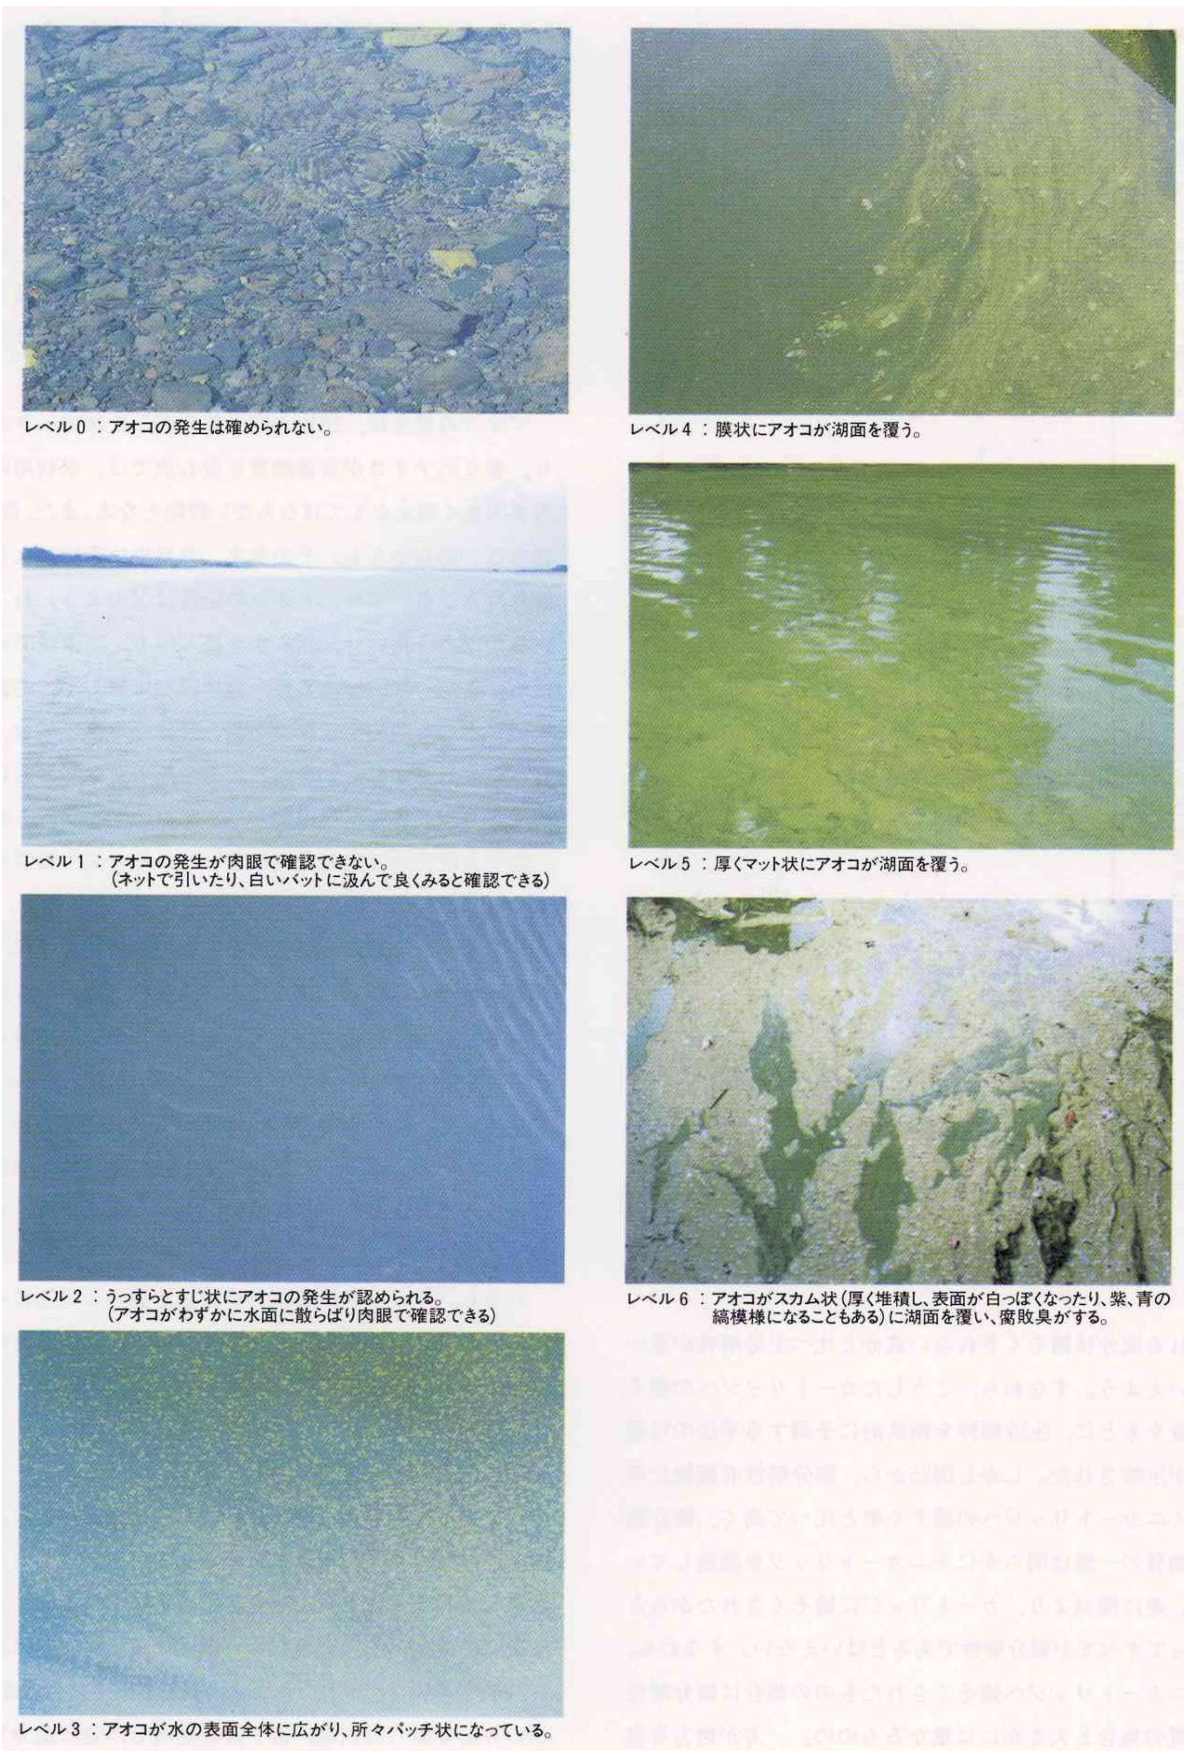 レベル0：アオコの発生は確められない。
レベル1：アオコの発生が肉眼で確認できない。
(ネットで引いたり、白いバットに汲んで良くみると確認できる)
レベル2：うっすらとすじ状にアオコの発生が認められる。
(アオコがわずかに水面に散らばり肉眼で確認できる)
レベル3：アオコが水の表面全体に広がり、所々パッチ状になっている。
レベル4：膜状にアオコが湖面を覆う。
レベル5：厚くマット状にアオコが湖面を覆う。
レベル6：アオコがスカム状(厚く堆積し、表面が白っぽくなったり、紫、青の
縞模様になることもある)に湖面を覆い、腐敗臭がする。